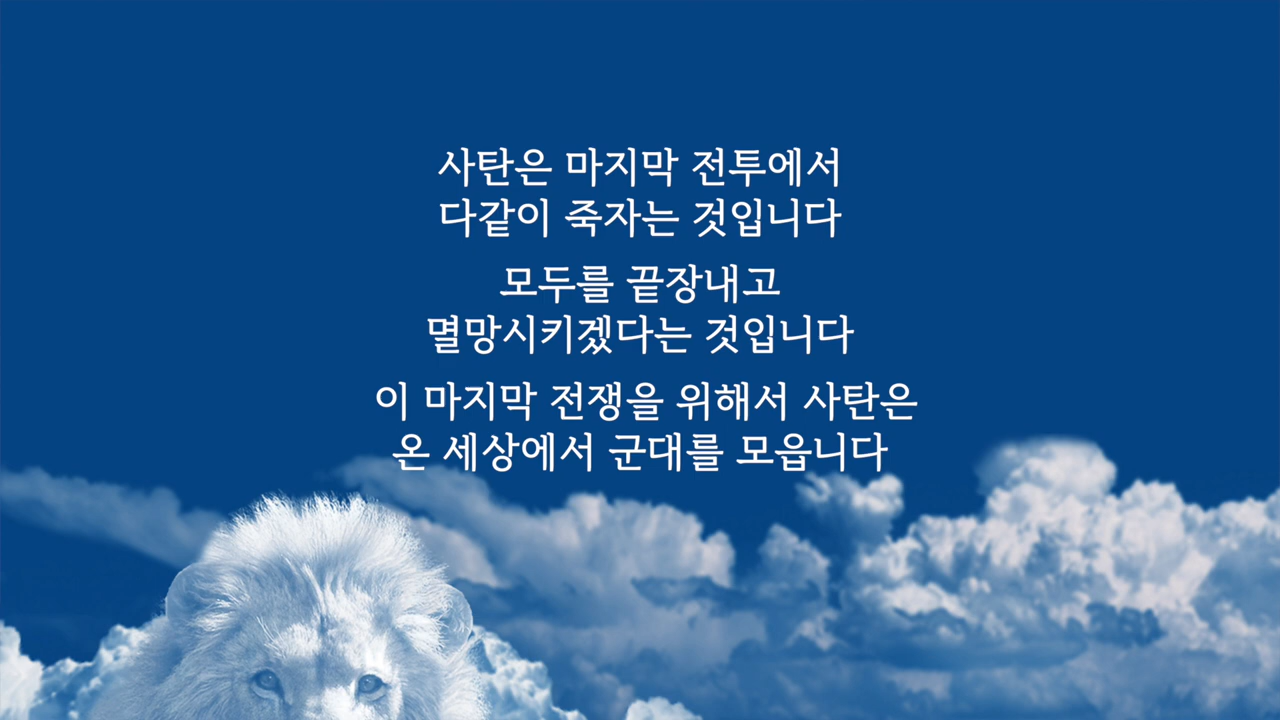 사탄은 마지막 전투에서
다같이 죽자는 것입니다
모두를 끝장내고
멸망시키겠다는 것입니다
이 마지막 전쟁을 위해서 사탄은
온 세상에서 군대를 모읍니다